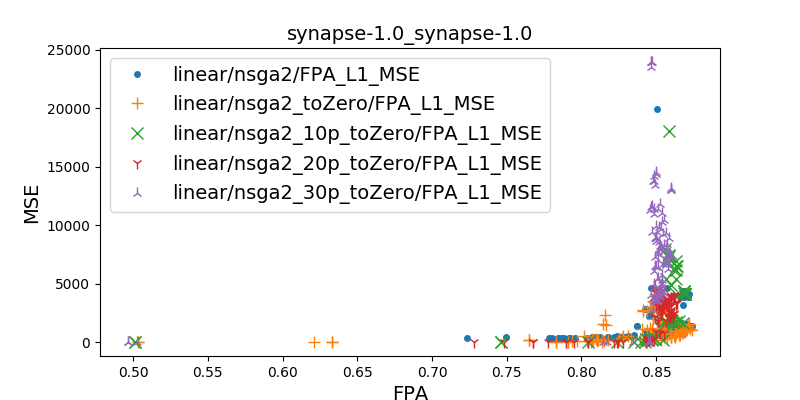 synapse-1.0_synapse-1.0
25000
20000
15000
10000
5000
0
MSE
linear/nsga2/FPA_L1_MSE
linear/nsga2_toZero/FPA_L1_MSE
linear/nsga2_10p_toZero/FPA_L1_MSE
linear/nsga2_20p_toZero/FPA_L1_MSE
linear/nsga2_30p_toZero/FPA_L1_MSE
0.50 0.55 0.60 0.65 0.70 0.75 0.80 0.85
FPA